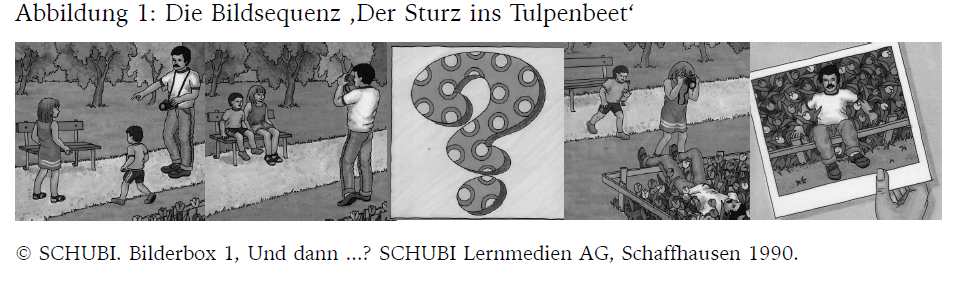 Abbildung 1: Die Bildsequenz ‚Der Sturz ins Tulpenbeet‘
?
© SCHUBI. Bilderbox 1, Und dann ...? SCHUBI Lernmedien AG, Schaffhausen 1990.